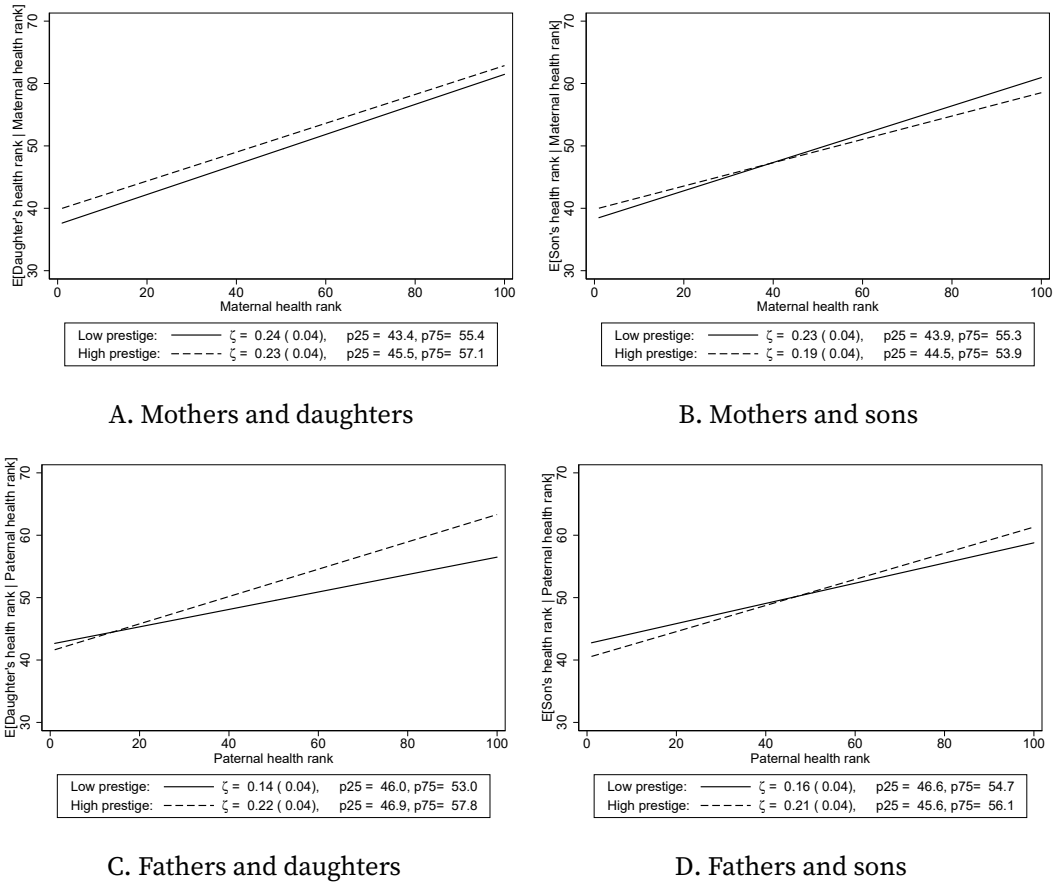 E[Daughter's health rank | Maternal health rank]
70
60
50
40
30
0 20 40 60 80 100
Maternal health rank
Low prestige: ζ = 0.24 ( 0.04), p25 = 43.4, p75= 55.4
High prestige: ζ = 0.23 ( 0.04), p25 = 45.5, p75= 57.1
A. Mothers and daughters
E[Son's health rank | Maternal health rank]
70
60
50
40
30
0 20 40 60 80 100
Maternal health rank
Low prestige: ζ = 0.23 ( 0.04), p25 = 43.9, p75= 55.3
High prestige: ζ = 0.19 ( 0.04), p25 = 44.5, p75= 53.9
B. Mothers and sons
E[Daughter's health rank | Paternal health rank]
70
60
50
40
30
0 20 40 60 80 100
Paternal health rank
Low prestige: ζ = 0.14 ( 0.04), p25 = 46.0, p75= 53.0
High prestige: ζ = 0.22 ( 0.04), p25 = 46.9, p75= 57.8
C. Fathers and daughters
E[Son's health rank | Paternal health rank]
70
60
50
40
30
0 20 40 60 80 100
Paternal health rank
Low prestige: ζ = 0.16 ( 0.04), p25 = 46.6, p75= 54.7
High prestige: ζ = 0.21 ( 0.04), p25 = 45.6, p75= 56.1
D. Fathers and sons